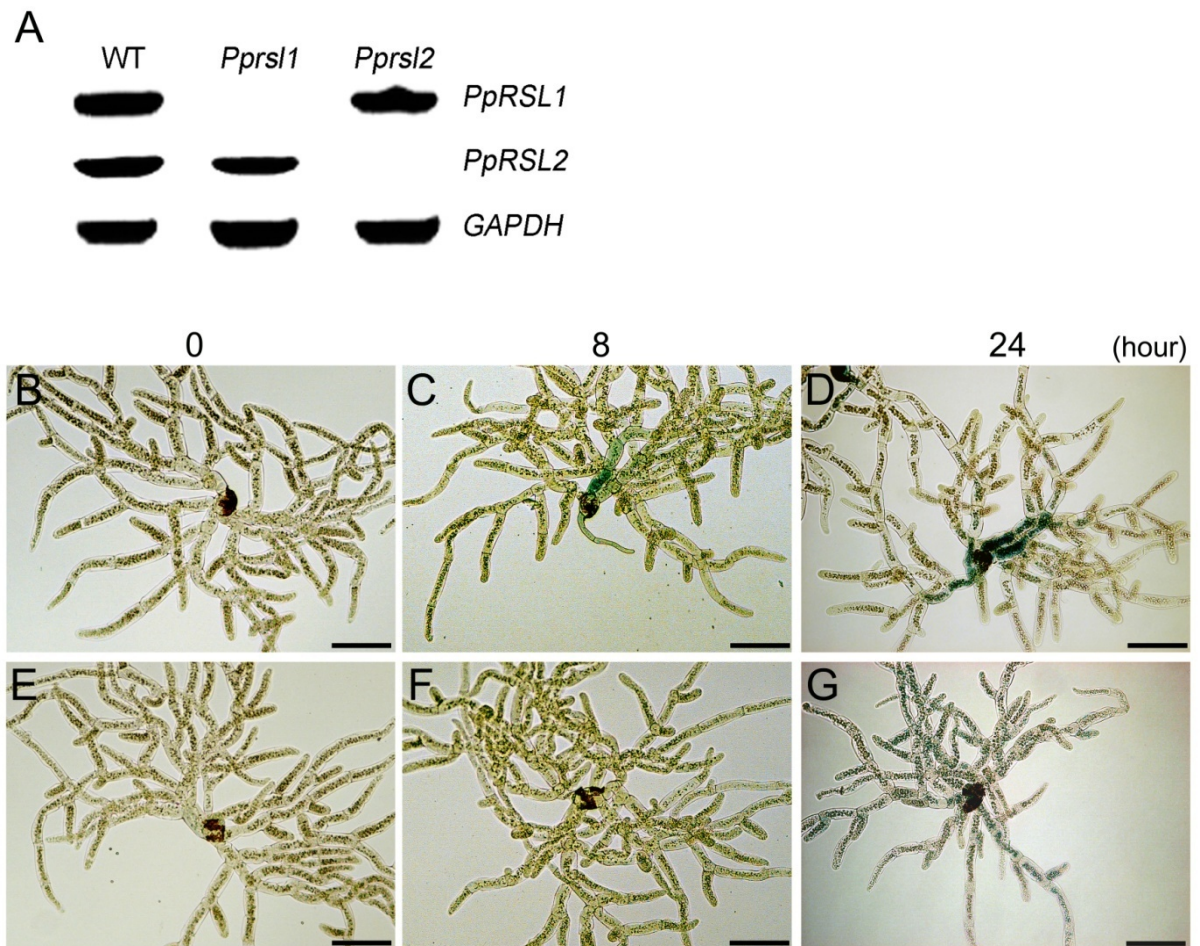 A
WT Pprsl1 Pprsl2
PpRSL1
PpRSL2
GAPDH
0 8 24 (hour)
B C D
E F G